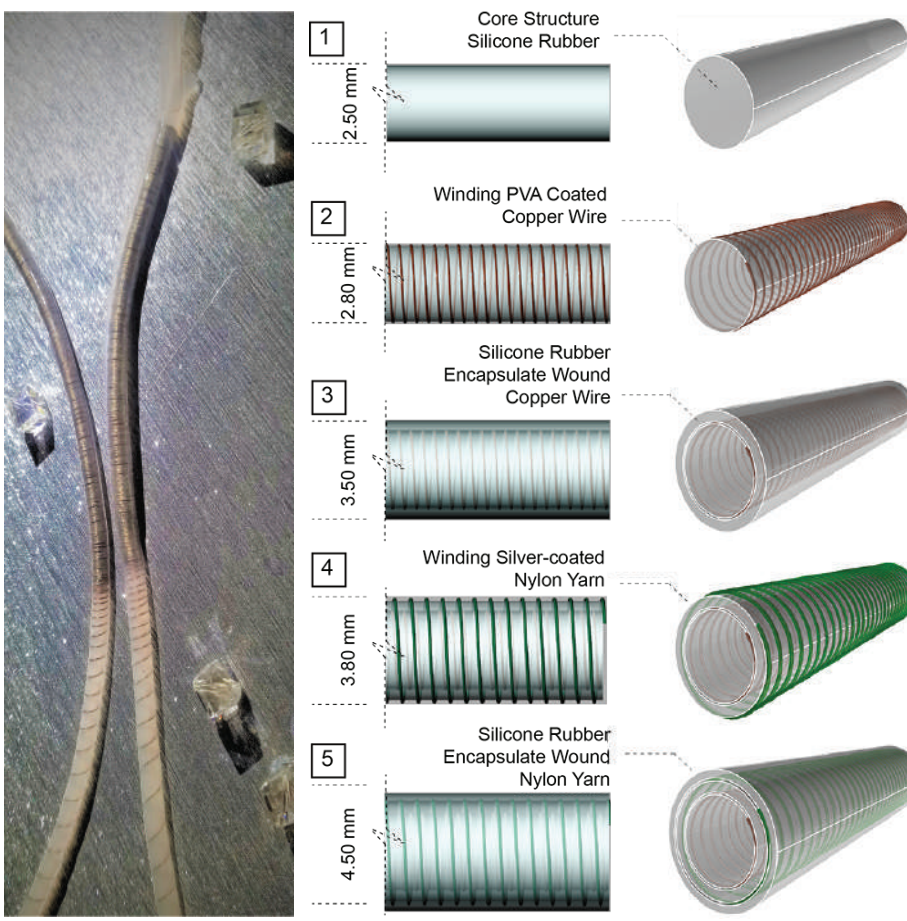 1
Core Structure
Silicone Rubber
2.50 mm
2
Winding PVA Coated
Copper Wire
2.80 mm
3
Silicone Rubber
Encapsulate Wound
Copper Wire
3.50 mm
4
Winding Silver-coated
Nylon Yarn
3.80 mm
5
Silicone Rubber
Encapsulate Wound
Nylon Yarn
4.50 mm